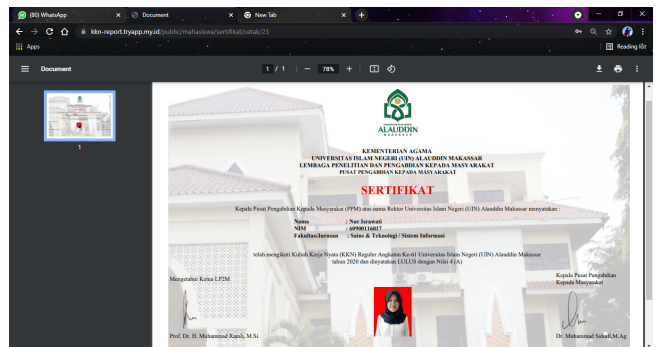 (80) WhatsApp
Document
New Tab
kkn-report.tryapp.my.id/public/mahasiswa/sertifikat/cetak/23
Apps
Reading list
Document
1 / 1
78%
1
ALAUDDIN
KEMENTERIAN AGAMA
UNIVERSITAS ISLAM NEGERI (UIN) ALAUDDIN MAKASSAR
LEMBAGA PENELITIAN DAN PENGABDIAN KEPADA MASYARAKAT
PUSAT PENGABDIAN KEPADA MASYARAKAT
SERTIFIKAT
Kepala Pusat Pengabdian Kepada Masyarakat (PPM) atas nama Rektor Universitas Islam Negeri (UIN) Alauddin Makassar menyatakan :
Nama : Nur Israwati
NIM : 60900116017
Fakultas/Jurusan : Sains & Teknologi / Sistem Informasi
telah mengikuti Kuliah Kerja Nyata (KKN) Reguler Angkatan Ke-61 Universitas Islam Negeri (UIN) Alauddin Makassar
tahun 2020 dan dinyatakan LULUS dengan Nilai 4 (A)
Mengetahui Ketua LP2M
Kepala Pusat Pengabdian
Kepada Masyarakat
Prof. Dr. H. Muhammad Ramli, M.Si.
Dr. Muhammad Suhufi,M.Ag